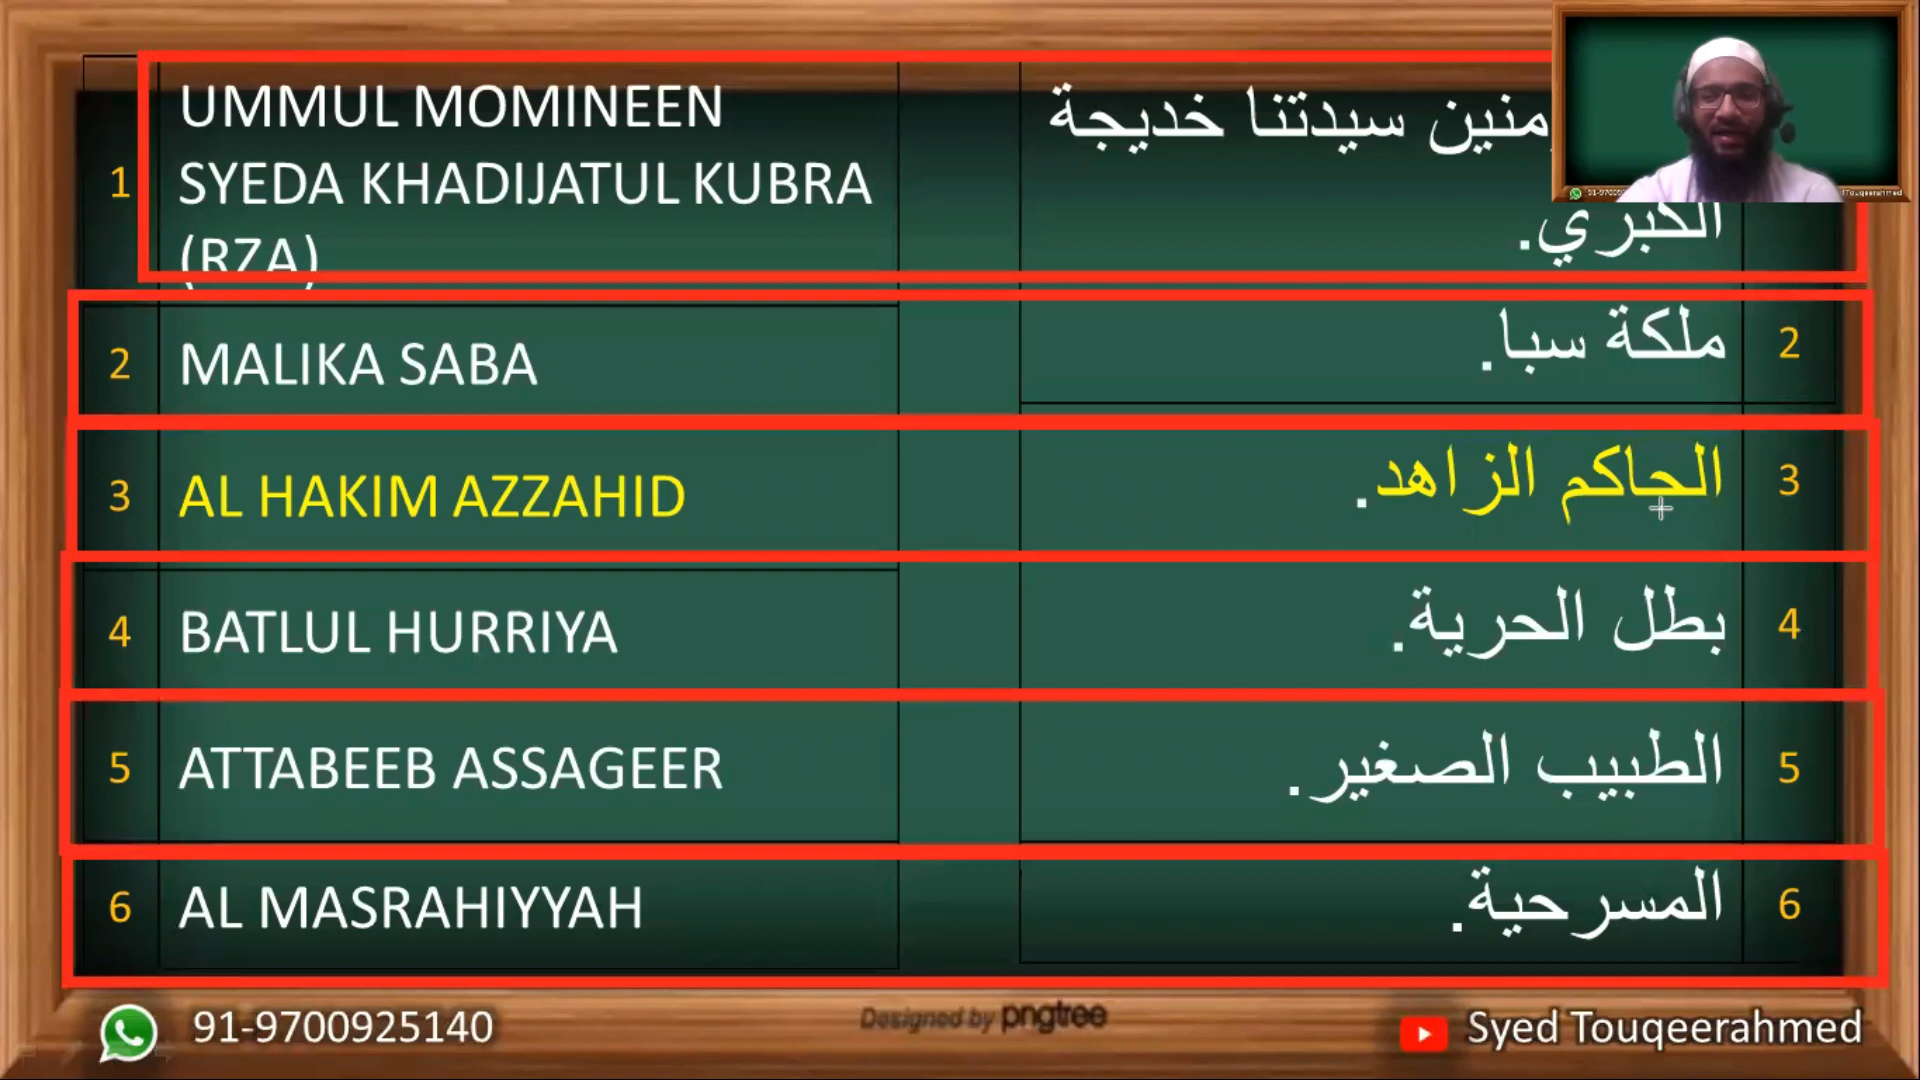 1
UMMUL MOMINEEN
SYEDA KHADIJATUL KUBRA
(RZA)
سيدتنا خديجة
الكبري.
2
MALIKA SABA
ملكة سبا.
2
3
AL HAKIM AZZAHID
الحاكم الزاهد.
3
4
BATLUL HURRIYA
بطل الحرية.
4
5
ATTABEEB ASSAGEER
الطبيب الصغير.
5
6
AL MASRAHIYYAH
المسرحية.
6
91-9700925140
Designed by pngtree
Syed Touqeerahmed